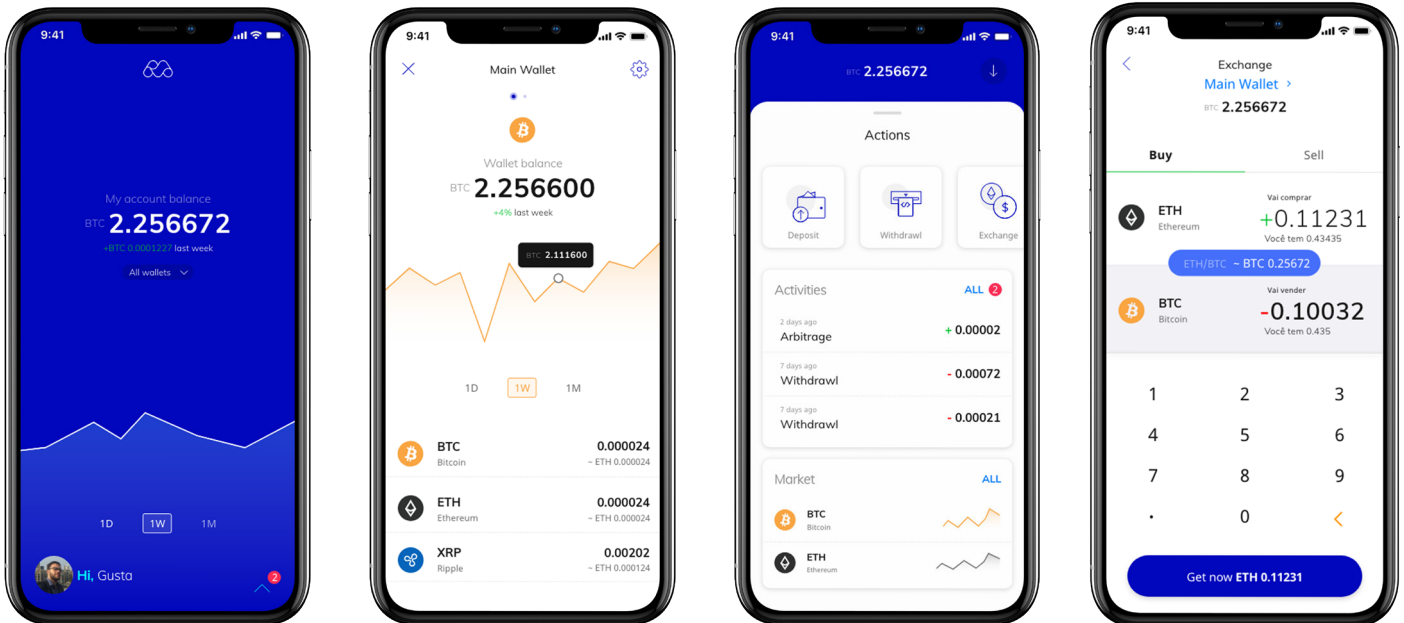 9:41
My account balance
BTC 2.256672
+BTC 0.0001227 last week
All wallets
1D 1W 1M
Hi, Gusta
2
9:41
Main Wallet
Wallet balance
BTC 2.256600
+4% last week
BTC 2.111600
1D 1W 1M
BTC 0.000024
Bitcoin ~ ETH 0.000024
ETH 0.000024
Ethereum ~ ETH 0.000024
XRP 0.00202
Ripple ~ ETH 0.000124
9:41
BTC 2.256672
Actions
Deposit Withdrawl Exchange
Activities ALL 2
2 days ago
Arbitrage + 0.00002
7 days ago
Withdrawl - 0.00072
7 days ago
Withdrawl - 0.00021
Market ALL
BTC
Bitcoin
ETH
Ethereum
9:41
Exchange
Main Wallet >
BTC 2.256672
Buy Sell
Vai comprar
ETH +0.11231
Ethereum
Você tem 0.43435
ETH/BTC ~ BTC 0.25672
Vai vender
BTC -0.10032
Bitcoin
Você tem 0.435
1 2 3
4 5 6
7 8 9
. 0
Get now ETH 0.11231